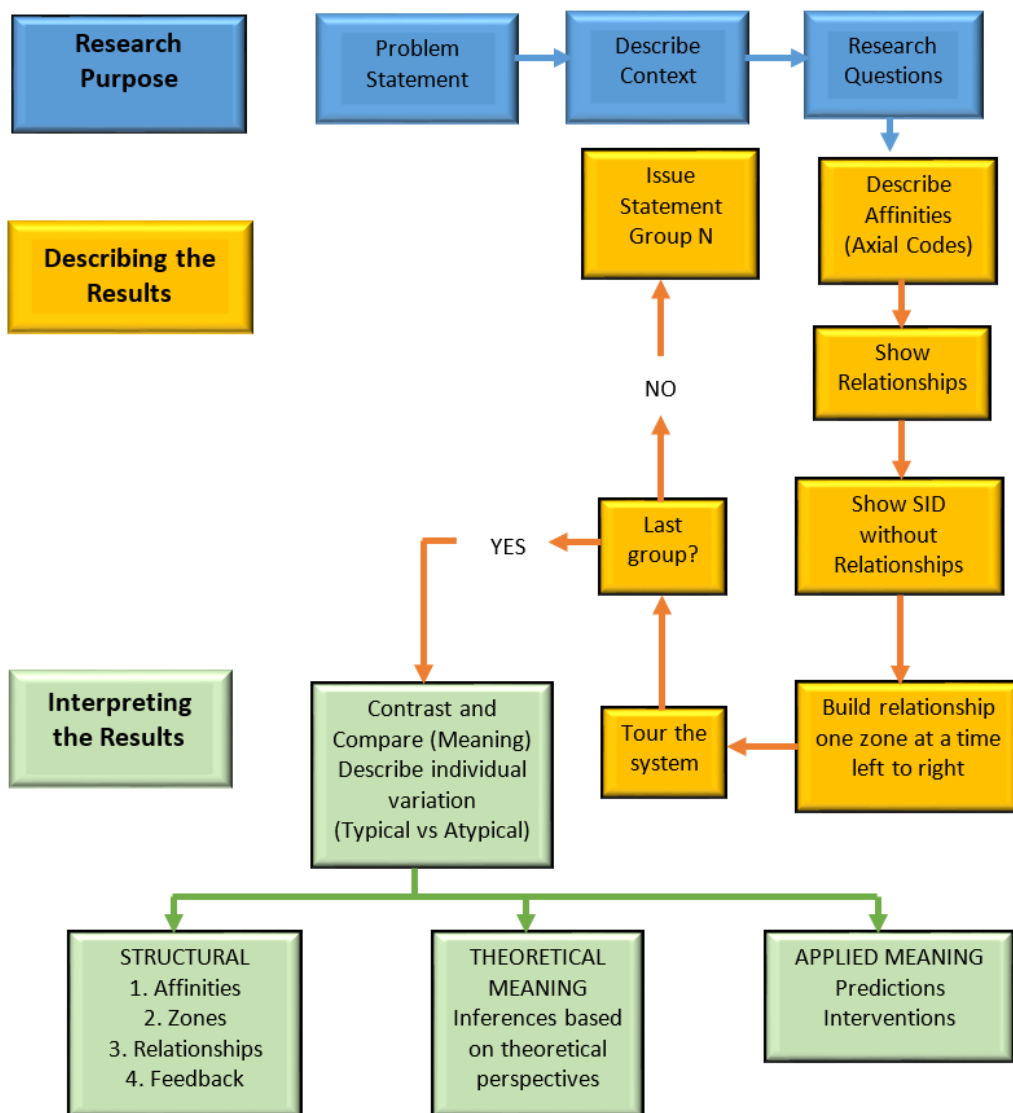 Research
Purpose
Problem
Statement
Describe
Context
Research
Questions
Issue
Statement
Group N
Describe
Affinities
(Axial Codes)
Describing the
Results
Show
Relationships
NO
Last
group?
YES
Show SID
without
Relationships
Interpreting
the Results
Contrast and
Compare (Meaning)
Describe individual
variation
(Typical vs Atypical)
Tour the
system
Build relationship
one zone at a time
left to right
STRUCTURAL
1. Affinities
2. Zones
3. Relationships
4. Feedback
THEORETICAL
MEANING
Inferences based
on theoretical
perspectives
APPLIED MEANING
Predictions
Interventions